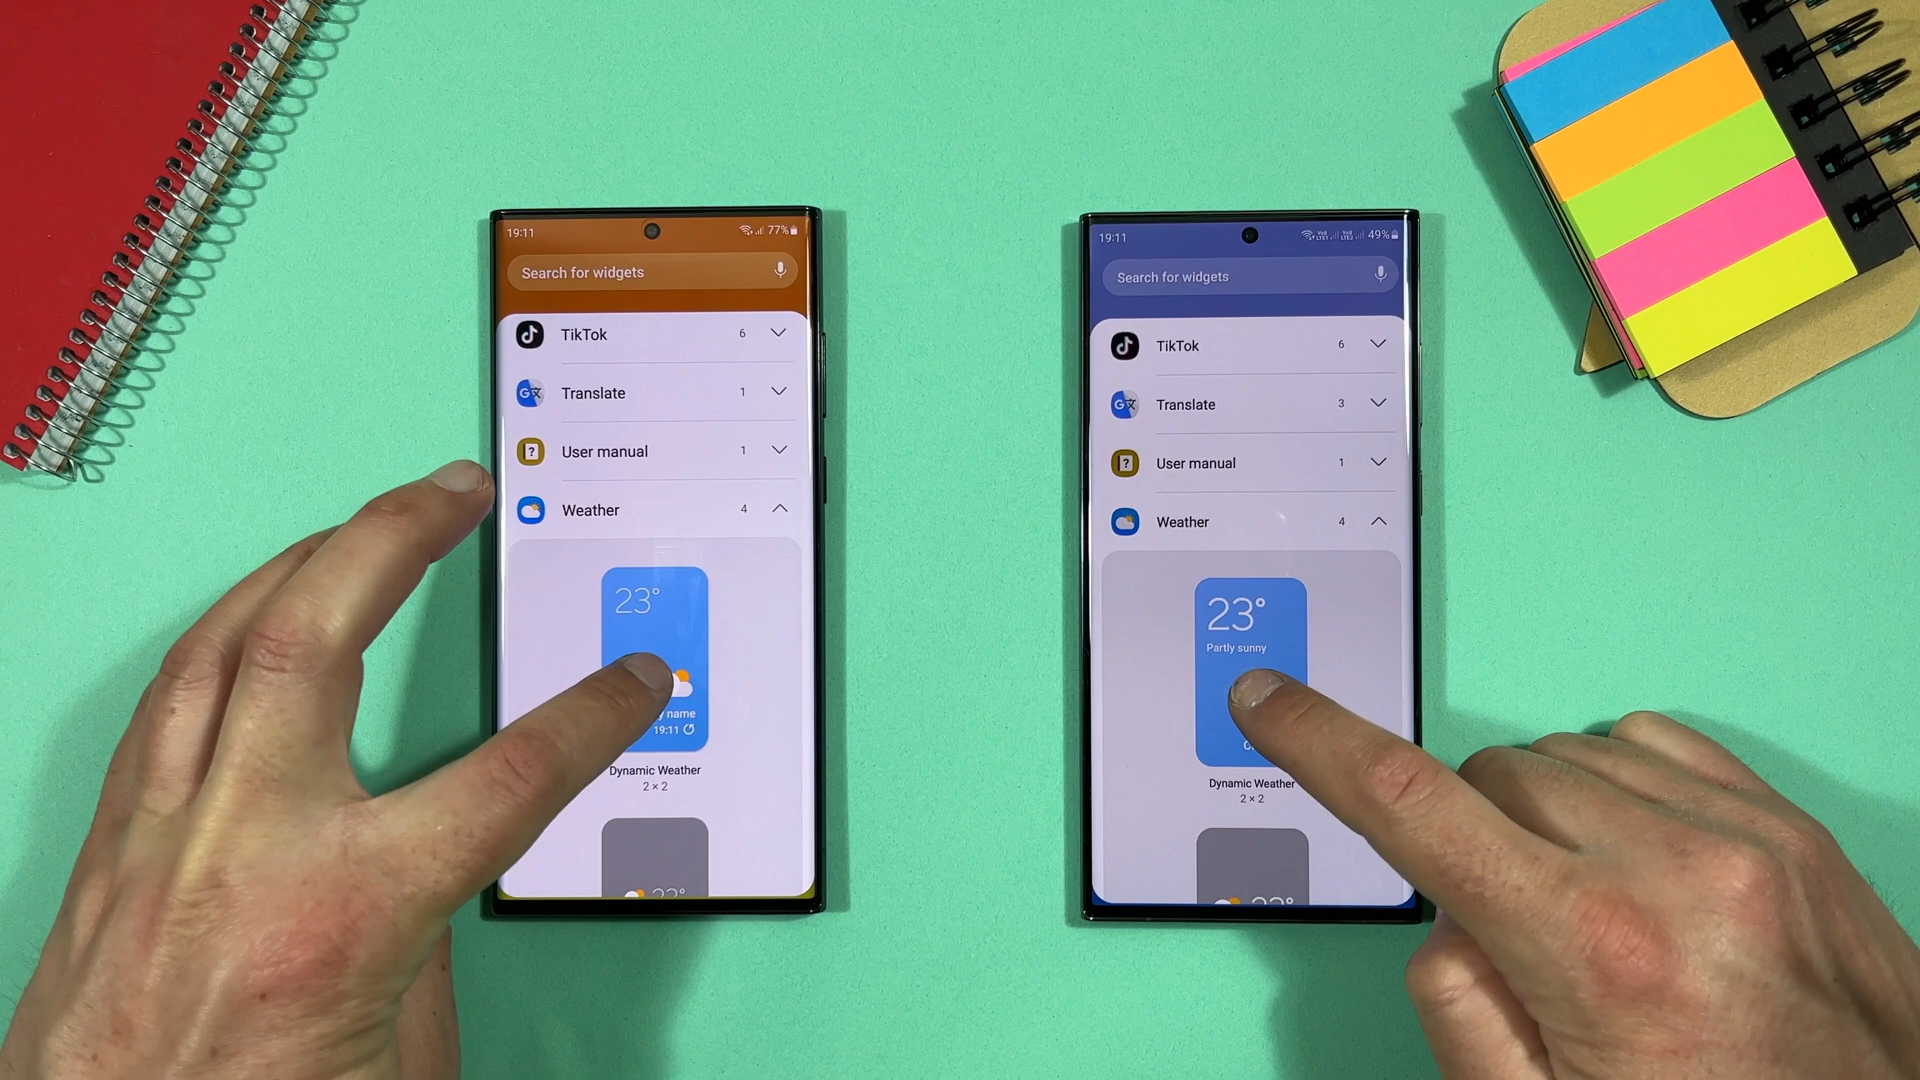 19:11
77%
Search for widgets
TikTok 6
Translate 1
User manual 1
Weather 4
23°
name
19:11
Dynamic Weather
2 × 2
23°
19:11
49%
Search for widgets
TikTok 6
Translate 3
User manual 1
Weather 4
23°
Partly sunny
Dynamic Weather
2 × 2
23°